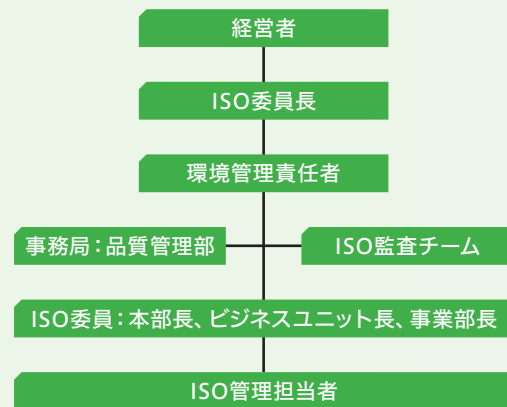 経営者
ISO委員長
環境管理責任者
事務局：品質管理部
ISO監査チーム
ISO委員：本部長、ビジネスユニット長、事業部長
ISO管理担当者